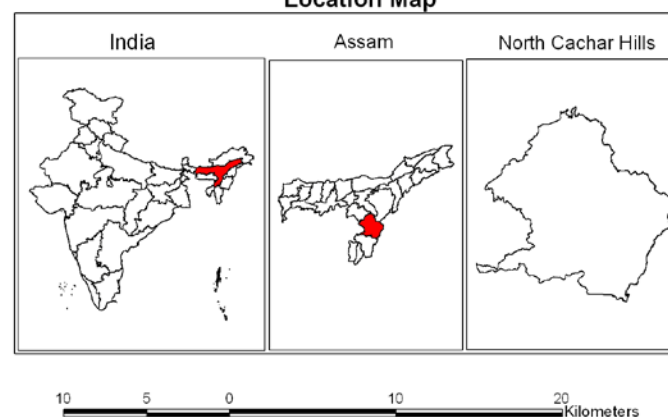 Location Map
India
Assam
North Cachar Hills
10 5 0 10 20 Kilometers